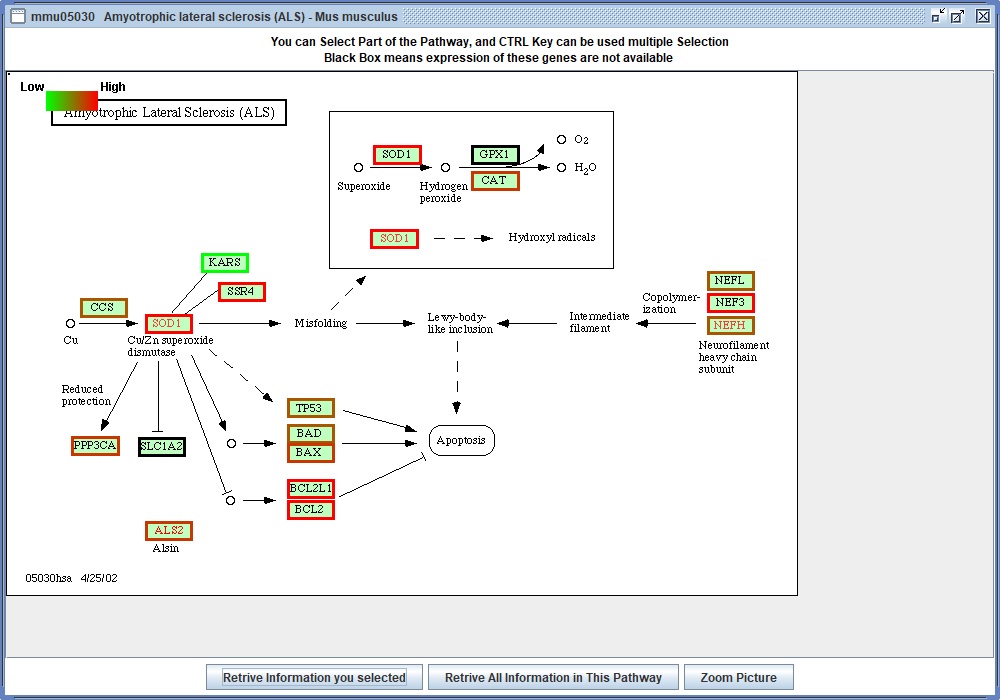 mmu05030 Amyotrophic lateral sclerosis (ALS) - Mus musculus
You can Select Part of the Pathway, and CTRL Key can be used multiple Selection
Black Box means expression of these genes are not available
Low High
Amyotrophic Lateral Sclerosis (ALS)
SOD1
GPX1
CAT
O2
H2O
Superoxide
Hydrogen
peroxide
SOD1
Hydroxyl radicals
KARS
SSR4
CCS
SOD1
Cu
Cu/Zn superoxide
dismutase
Misfolding
Lewy-body-
like inclusion
Intermediate
filament
Copolymer-
ization
NEFL
NEF3
NEFH
Neurofilament
heavy chain
subunit
Reduced
protection
PPP3CA
SLC1A2
TP53
BAD
BAX
Apoptosis
BCL2L1
BCL2
ALS2
Alsin
05030hsa 4/25/02
Retrive Information you selected
Retrive All Information in This Pathway
Zoom Picture